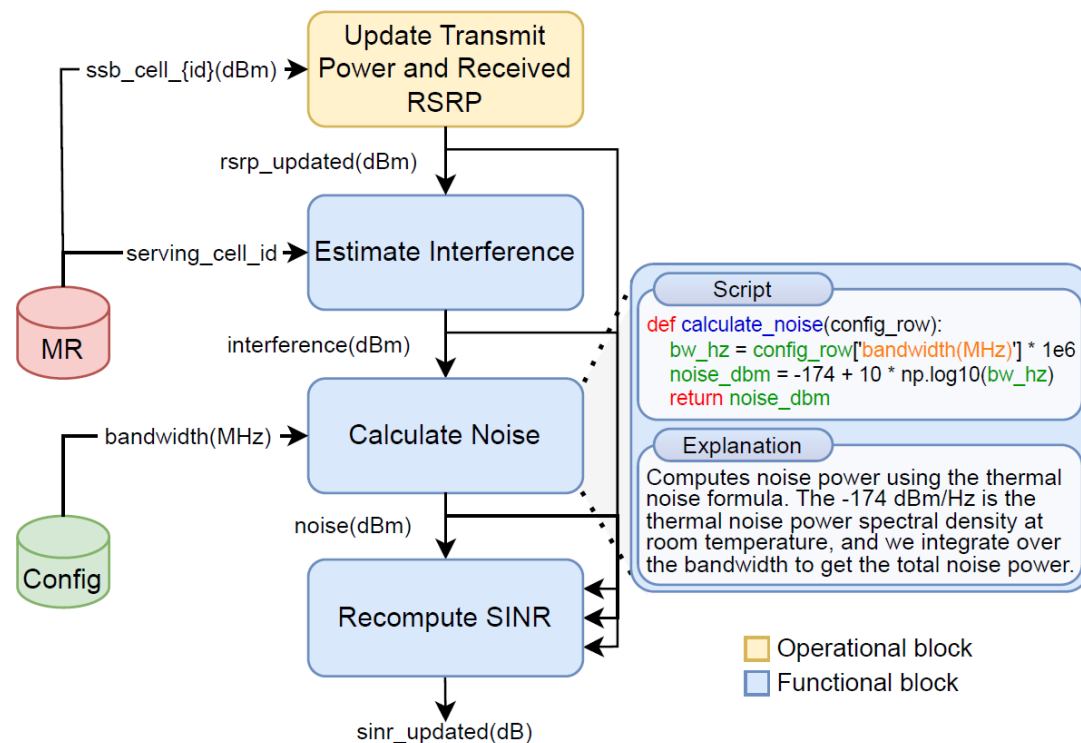 Update Transmit
Power and Received
RSRP
ssb_cell_{id}(dBm)
rsrp_updated(dBm)
Estimate Interference
serving_cell_id
MR
interference(dBm)
Calculate Noise
bandwidth(MHz)
Config
noise(dBm)
Recompute SINR
sinr_updated(dB)
Script
def calculate_noise(config_row):
bw_hz = config_row['bandwidth(MHz)'] * 1e6
noise_dbm = -174 + 10 * np.log10(bw_hz)
return noise_dbm
Explanation
Computes noise power using the thermal
noise formula. The -174 dBm/Hz is the
thermal noise power spectral density at
room temperature, and we integrate over
the bandwidth to get the total noise power.
Operational block
Functional block